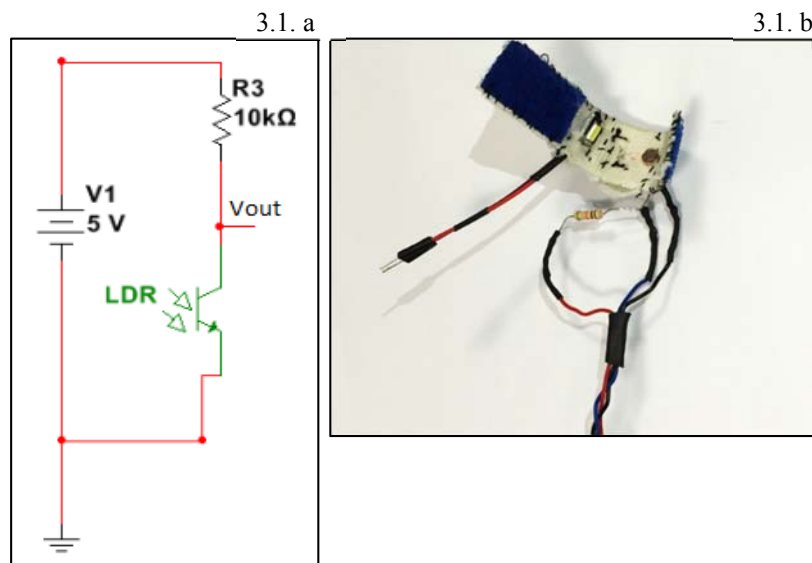 3.1. a
3.1. b
R3
10kΩ
V1
5 V
Vout
LDR